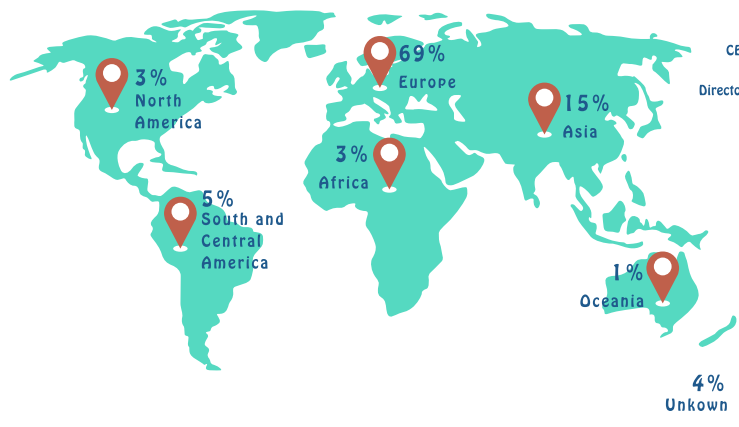 69%
Europe
3%
North
America
15%
Asia
3%
Africa
5%
South and
Central
America
1%
Oceania
4%
Unkown